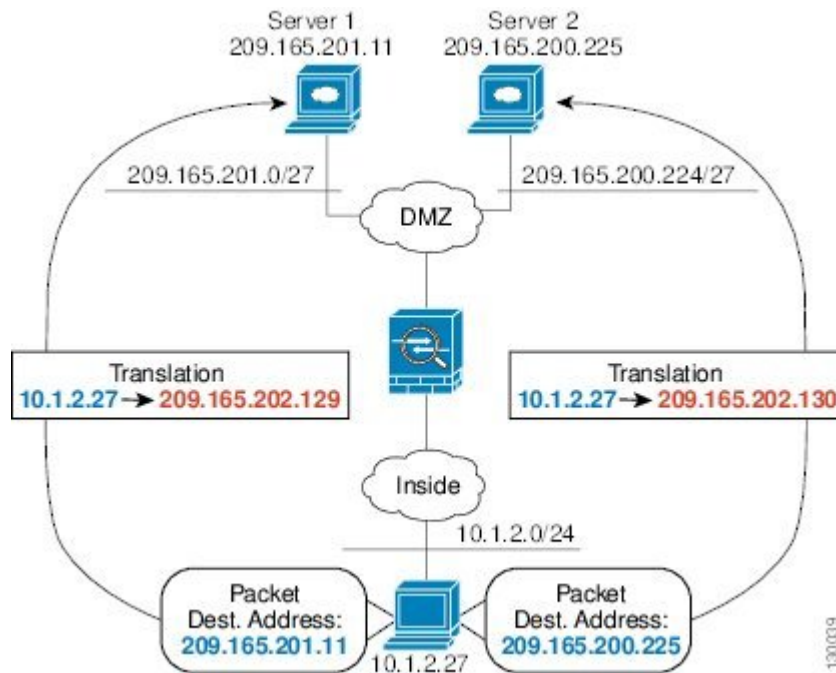 Server 1
209.165.201.11
Server 2
209.165.200.225
209.165.201.0/27
209.165.200.224/27
DMZ
Translation
10.1.2.27 → 209.165.202.129
Translation
10.1.2.27 → 209.165.202.130
Inside
10.1.2.0/24
Packet
Dest. Address:
209.165.201.11
Packet
Dest. Address:
209.165.200.225
10.1.2.27
130039